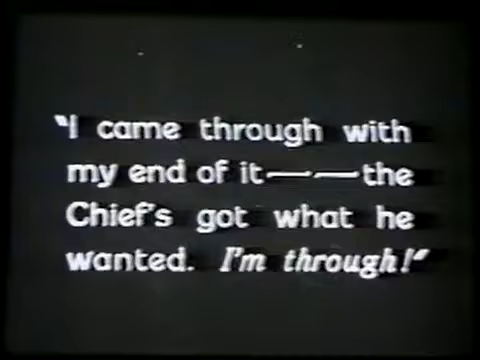 "I came through with
my end of it——the
Chief's got what he
wanted. I'm through!"